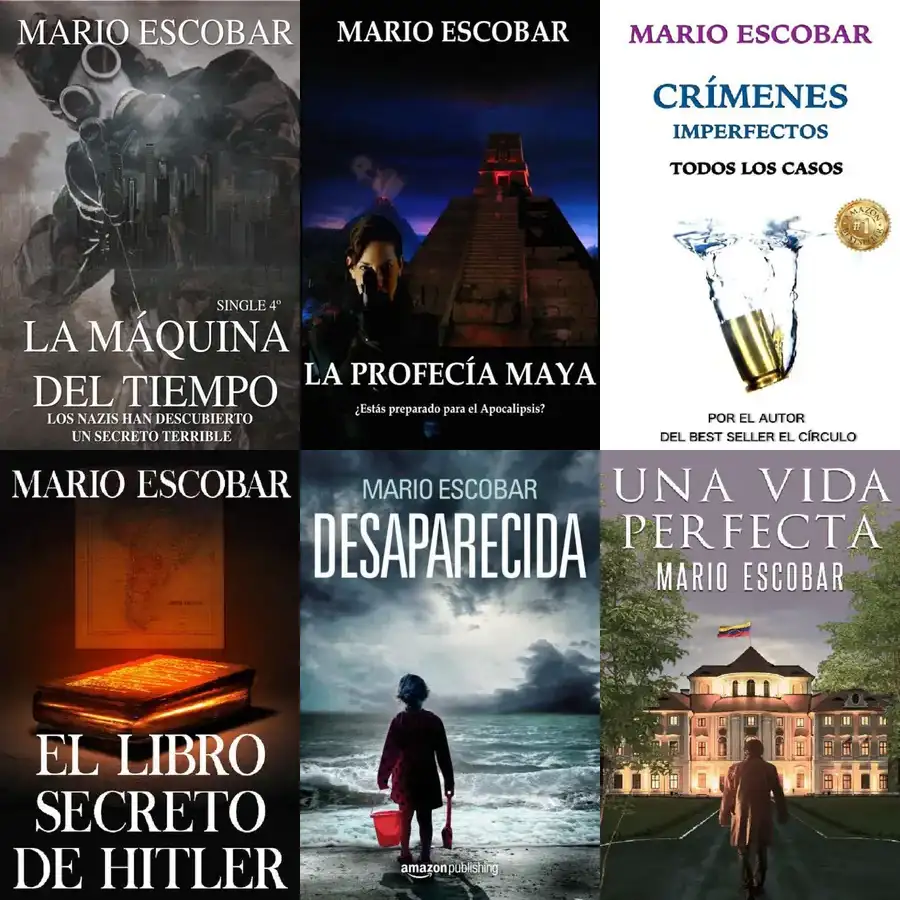 MARIO ESCOBAR
SINGLE 4º
LA MÁQUINA
DEL TIEMPO
LOS NAZIS HAN DESCUBIERTO
UN SECRETO TERRIBLE
MARIO ESCOBAR
LA PROFECÍA MAYA
¿Estás preparado para el Apocalipsis?
MARIO ESCOBAR
CRÍMENES
IMPERFECTOS
TODOS LOS CASOS
AMAZON
#1
POR EL AUTOR
DEL BEST SELLER EL CÍRCULO
MARIO ESCOBAR
EL LIBRO
SECRETO
DE HITLER
MARIO ESCOBAR
DESAPARECIDA
amazonpublishing
UNA VIDA
PERFECTA
MARIO ESCOBAR